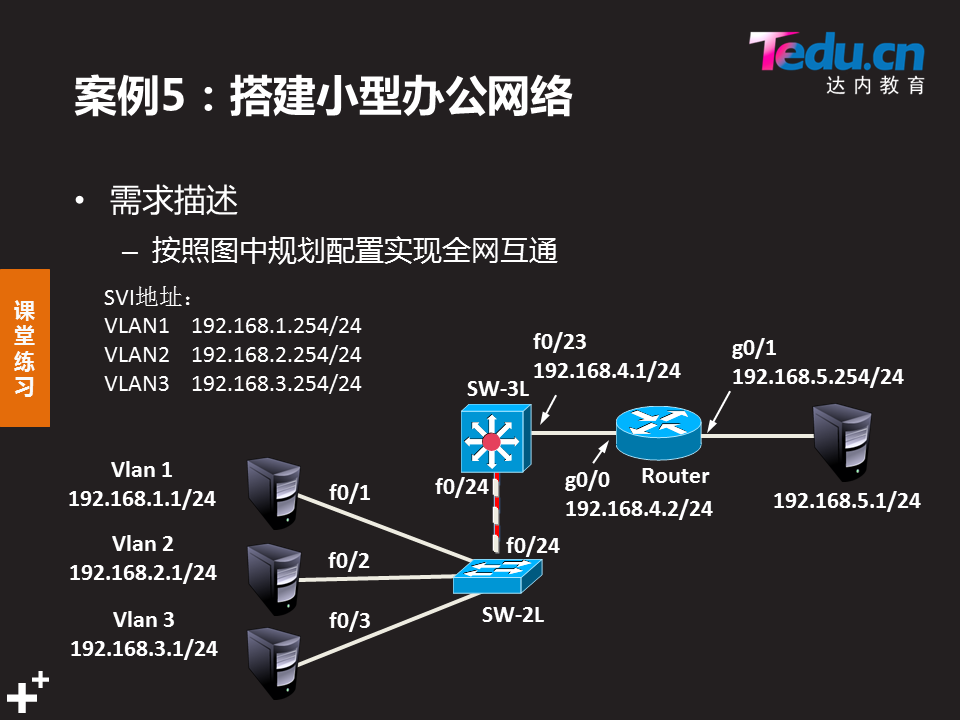 Tedu.cn
达内教育
案例5：搭建小型办公网络
• 需求描述
– 按照图中规划配置实现全网互通
课堂练习
SVI地址：
VLAN1 192.168.1.254/24
VLAN2 192.168.2.254/24
VLAN3 192.168.3.254/24
f0/23
192.168.4.1/24
g0/1
192.168.5.254/24
SW-3L
f0/24
g0/0
192.168.4.2/24
Router
192.168.5.1/24
Vlan 1
192.168.1.1/24
f0/1
Vlan 2
192.168.2.1/24
f0/2
f0/24
Vlan 3
192.168.3.1/24
f0/3
SW-2L